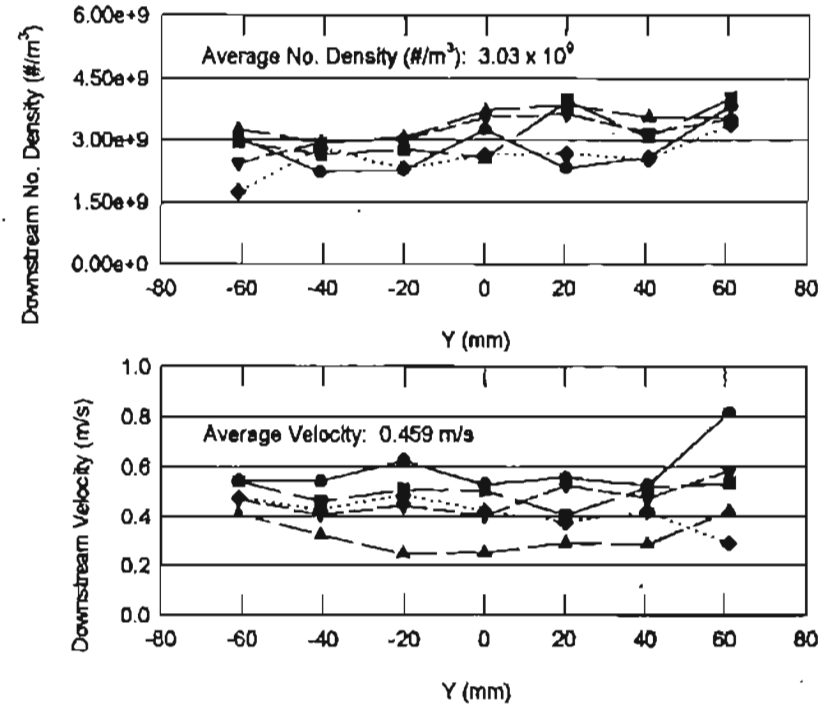 6.00e+9
Average No. Density (#/m³): 3.03 x 10⁹
4.50e+9
3.00e+9
1.50e+9
0.00e+0
Downstream No. Density (#/m³)
-80 -60 -40 -20 0 20 40 60 80
Y (mm)
1.0
0.8
Average Velocity: 0.459 m/s
0.6
0.4
0.2
0.0
Downstream Velocity (m/s)
-80 -60 -40 -20 0 20 40 60 80
Y (mm)